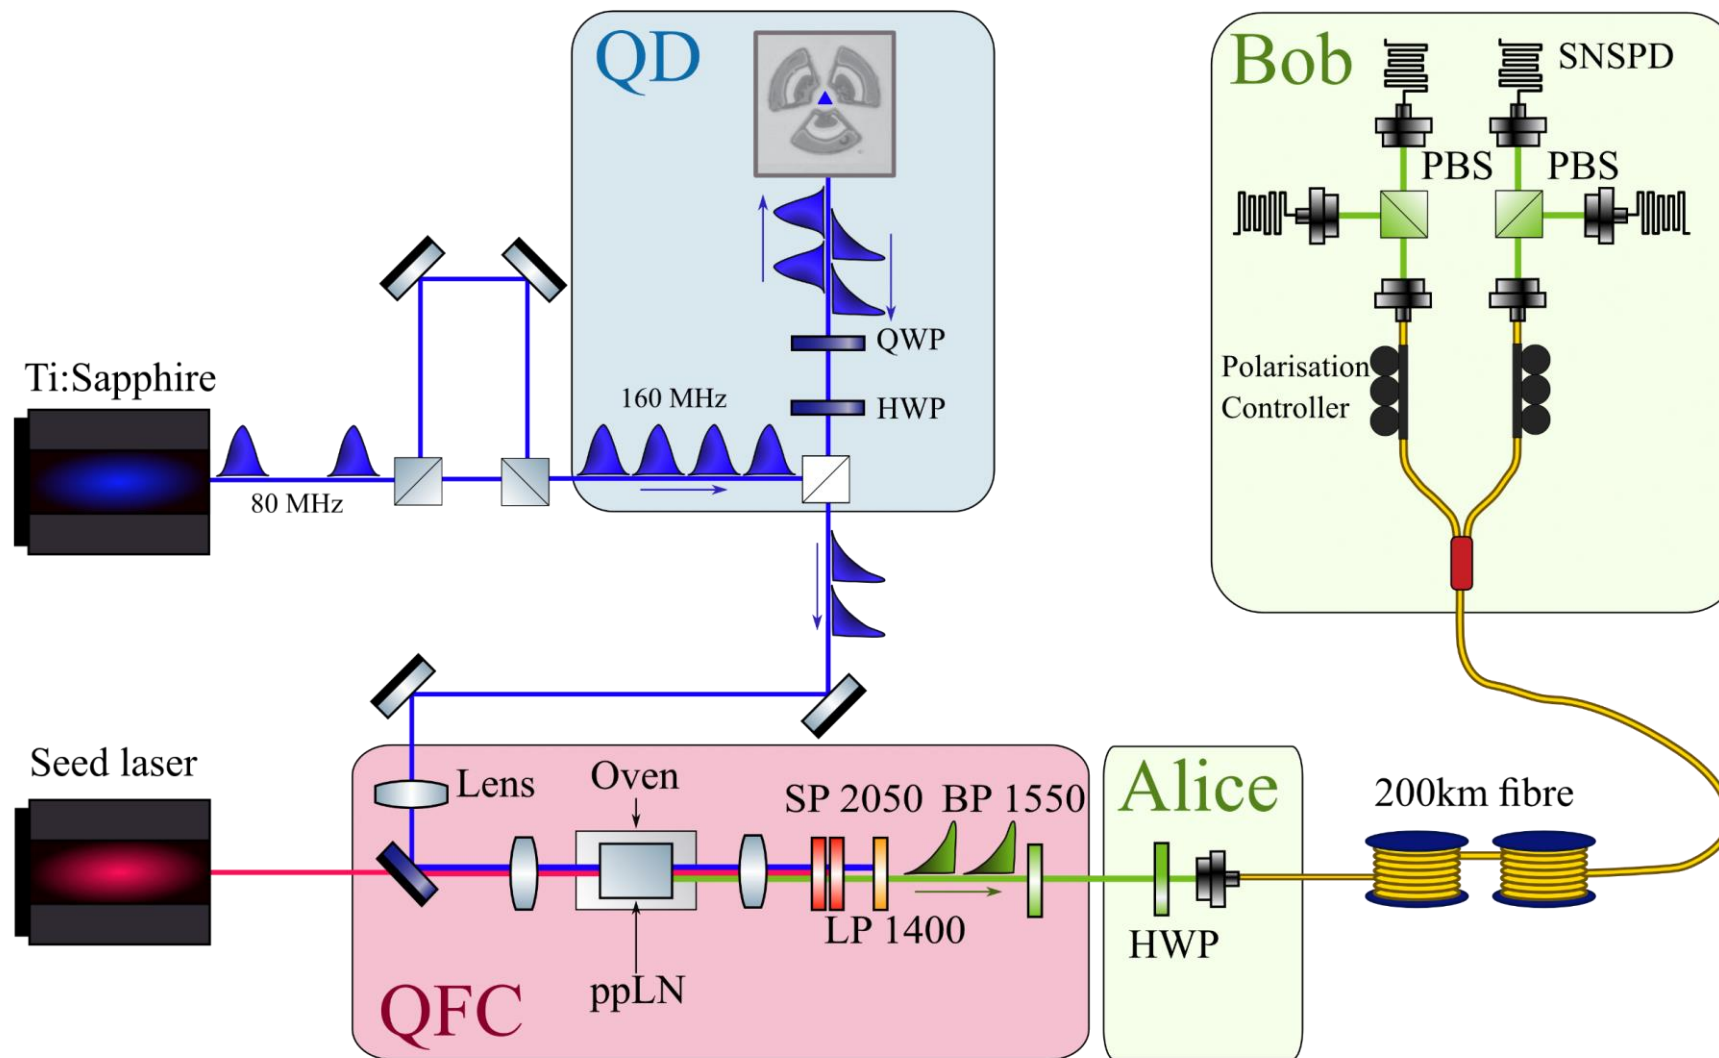 QD
Bob
SNSPD
PBS
PBS
QWP
HWP
Polarisation
Controller
Ti:Sapphire
160 MHz
80 MHz
Seed laser
Lens
Oven
SP 2050
BP 1550
LP 1400
ppLN
QFC
Alice
HWP
200km fibre